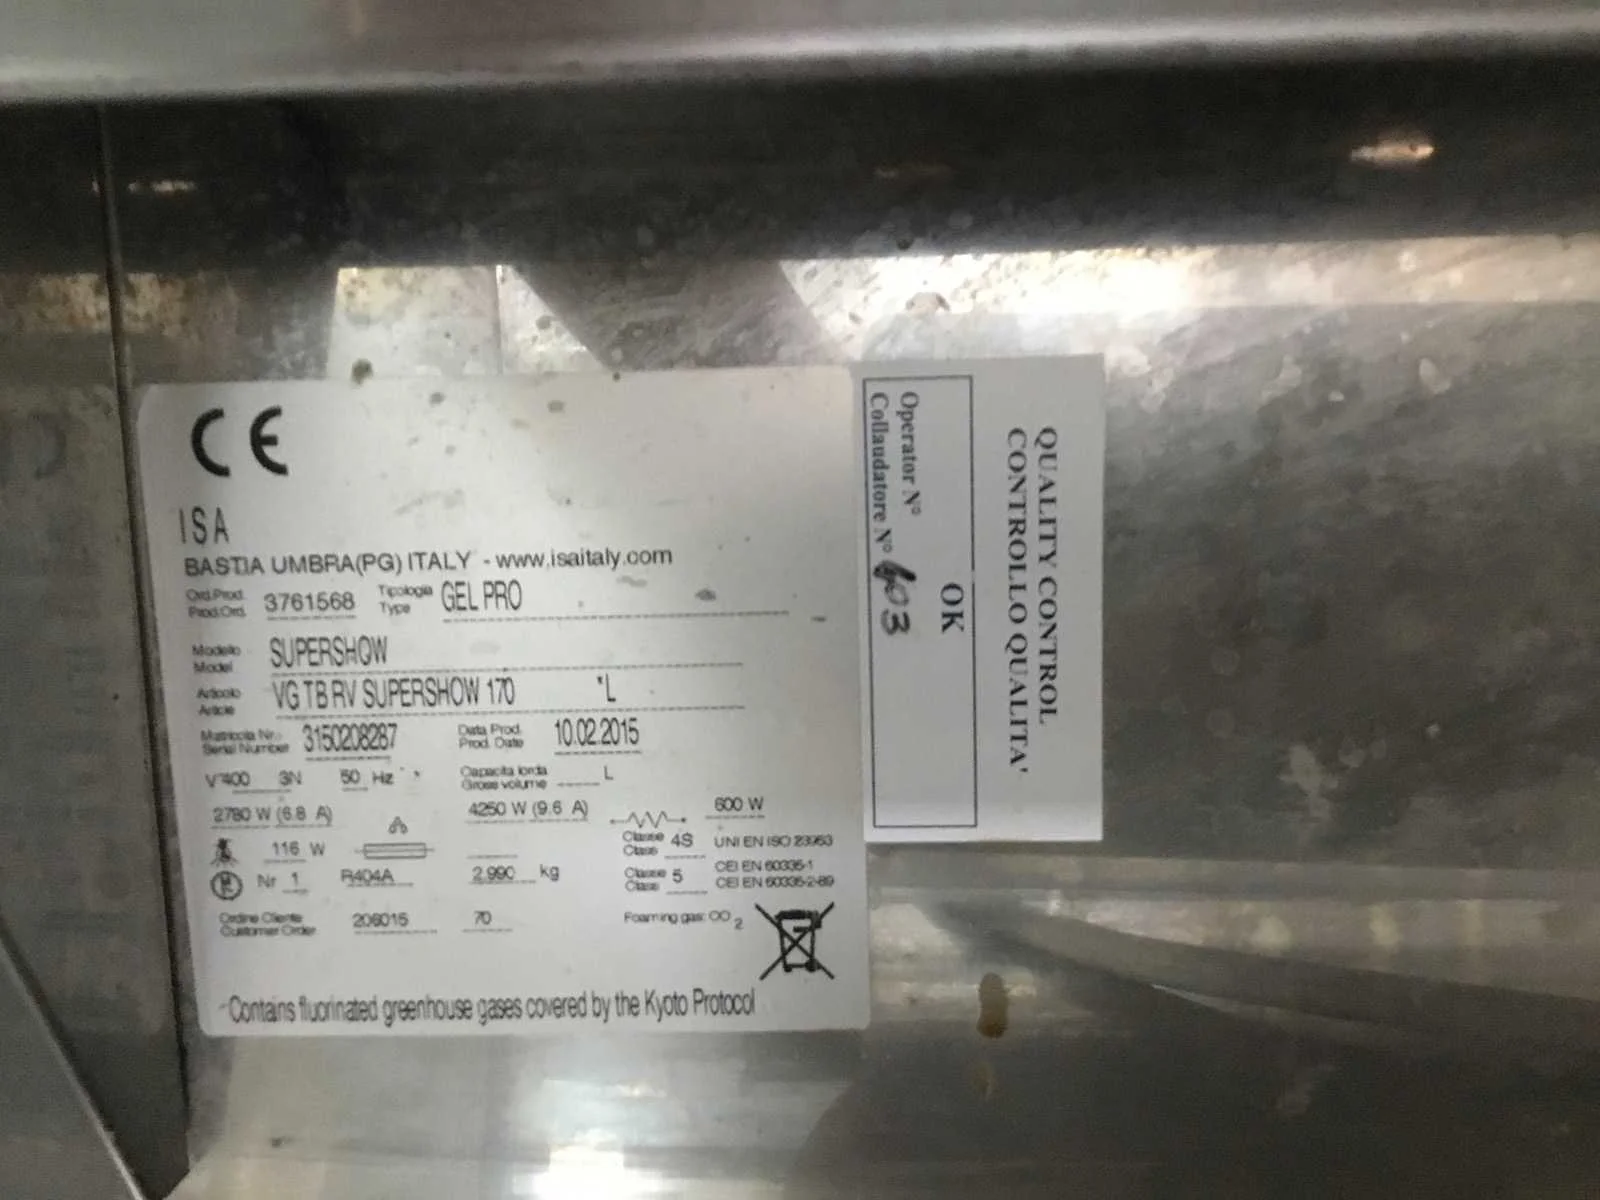 CE
ISA
BASTIA UMBRA(PG) ITALY - www.isaitaly.com
Ord.Prod. Prod.Ord. 3761568 Tipologia Type GEL PRO
Modello Model SUPERSHOW
Articolo Article VG TB RV SUPERSHOW 170 *L
Matricola Nr. Serial Number 3150208287 Data Prod. Prod. Date 10.02.2015
V~400 3N 50 Hz Capacita lorda Gross volume L
2780 W (6.8 A) 4250 W (9.6 A) 600 W
116 W Classe Class 4S UNI EN ISO 23953
Nr 1 R404A 2.990 kg Classe Class 5 CEI EN 60335-1
CEI EN 60335-2-89
Ordine Cliente Customer Order 206015 70 Foaming gas: CO2
Contains fluorinated greenhouse gases covered by the Kyoto Protocol
QUALITY CONTROL
CONTROLLO QUALITA'
OK
Operator N°
Collaudatore N° 603